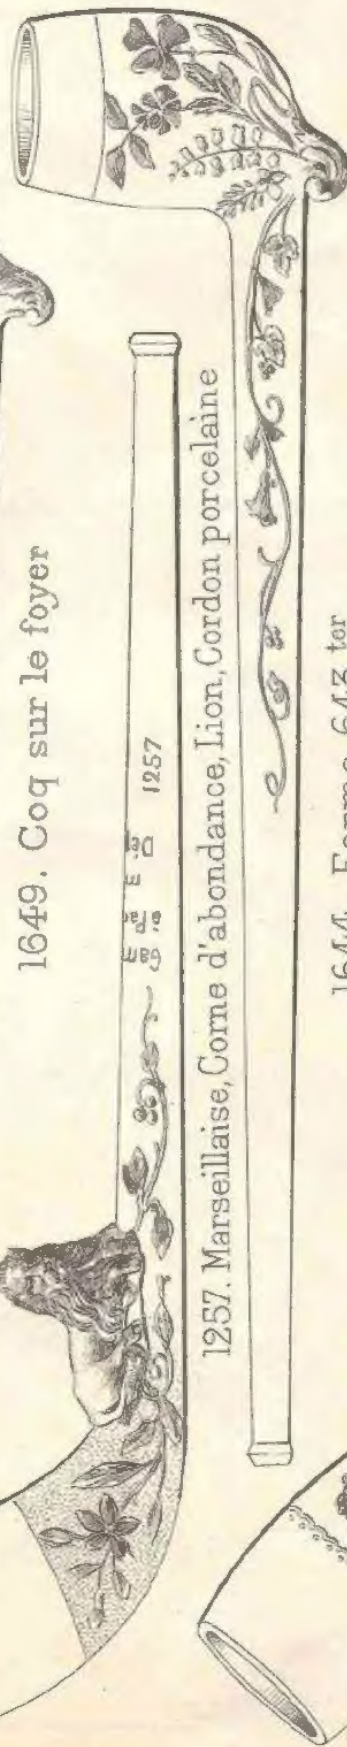 1649. Coq sur le foyer
1257
1257. Marseillaise, Corne d'abondance, Lion, Cordon porcelaine
1644. Forme 643 ter